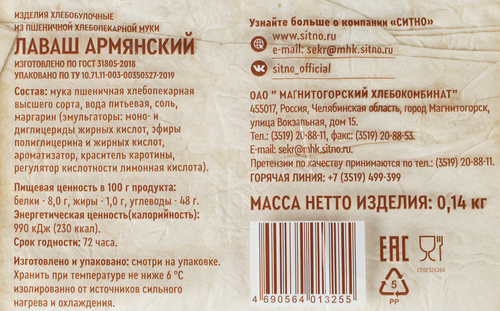 ИЗДЕЛИЯ ХЛЕБОБУЛОЧНЫЕ
ИЗ ПШЕНИЧНОЙ ХЛЕБОПЕКАРНОЙ МУКИ
ЛАВАШ АРМЯНСКИЙ
ИЗГОТОВЛЕНО ПО ГОСТ 31805-2018
УПАКОВАНО ПО ТУ 10.71.11-003-00350527-2019
Состав: мука пшеничная хлебопекарная
высшего сорта, вода питьевая, соль,
маргарин (эмульгаторы: моно- и
диглицериды жирных кислот, эфиры
полиглицерина и жирных кислот,
ароматизатор, краситель каротины,
регулятор кислотности лимонная кислота).
Пищевая ценность в 100 г продукта:
белки - 8,0 г, жиры - 1,0 г, углеводы - 48 г.
Энергетическая ценность(калорийность):
990 кДж (230 ккал).
Срок годности: 72 часа.
Изготовлено и упаковано: смотри на упаковке.
Хранить при температуре не ниже 6 °С
изолированно от источников сильного
нагрева и охлаждения.
Узнайте больше о компании «СИТНО»
www.sitno.ru
e-mail: sekr@mhk.sitno.ru
sitno_official
ОАО " МАГНИТОГОРСКИЙ ХЛЕБОКОМБИНАТ"
455017, Россия, Челябинская область, город Магнитогорск,
улица Вокзальная, дом 15.
Тел.: (3519) 20-88-11, факс: (3519) 20-88-53.
E-mail: sekr@mhk.sitno.ru.
Претензии по качеству принимаются по тел.: (3519) 20-88-11.
ГОРЯЧАЯ ЛИНИЯ: +7 (3519) 499-399
МАССА НЕТТО ИЗДЕЛИЯ: 0,14 кг
4 690564 013255
5
PP
EAC